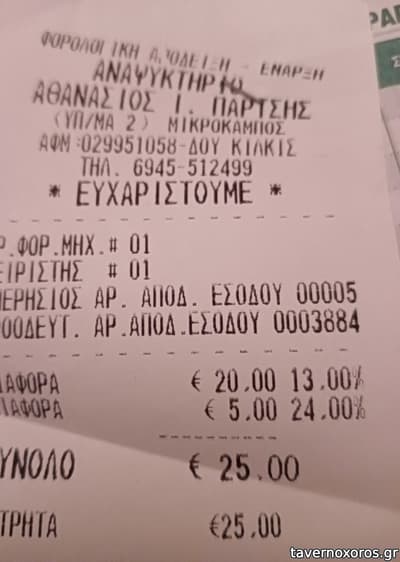 ΦΟΡΟΛΟΓΙΚΗ ΑΠΟΔΕΙΞΗ - ΕΝΑΡΞΗ
ΑΝΑΨΥΚΤΗΡΙΟ
ΑΘΑΝΑΣΙΟΣ Ι. ΠΑΡΤΣΗΣ
(ΥΠ/ΜΑ 2) ΜΙΚΡΟΚΑΜΠΟΣ
ΑΦΜ:029951058-ΔΟΥ ΚΙΛΚΙΣ
ΤΗΛ. 6945-512499
* ΕΥΧΑΡΙΣΤΟΥΜΕ *
Ρ.ΦΟΡ.ΜΗΧ.# 01
ΕΙΡΙΣΤΗΣ # 01
ΜΕΡΗΣΙΟΣ ΑΡ. ΑΠΟΔ. ΕΣΟΔΟΥ 00005
ΟΟΔΕΥΤ. ΑΡ.ΑΠΟΔ.ΕΣΟΔΟΥ 0003884
ΙΑΦΟΡΑ € 20.00 13.00%
ΙΑΦΟΡΑ € 5.00 24.00%
ΥΝΟΛΟ € 25.00
ΤΡΗΤΑ €25,00
tavernoxoros.gr